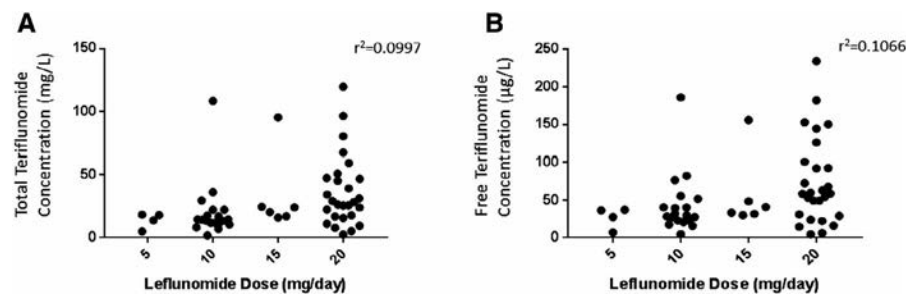 A
r²=0.0997
Total Teriflunomide
Concentration (mg/L)
150
100
50
0
5
10
15
20
Leflunomide Dose (mg/day)
B
r²=0.1066
Free Teriflunomide
Concentration (µg/L)
250
200
150
100
50
0
5
10
15
20
Leflunomide Dose (mg/day)